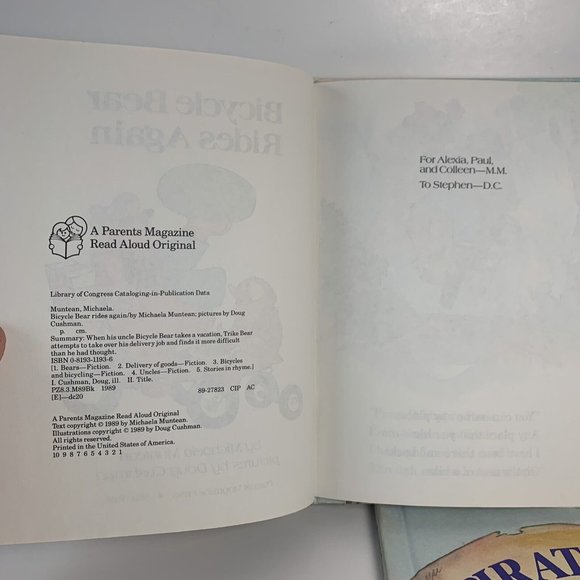 A Parents Magazine
Read Aloud Original
Library of Congress Cataloging-in-Publication Data
Muntean, Michaela.
Bicycle Bear rides again/by Michaela Muntean; pictures by Doug
Cushman.
p. cm.
Summary: When his uncle Bicycle Bear takes a vacation, Trike Bear
attempts to take over his delivery job and finds it more difficult
than he had thought.
ISBN 0-8193-1193-6
[1. Bears—Fiction. 2. Delivery of goods—Fiction. 3. Bicycles
and bicycling—Fiction. 4. Uncles—Fiction. 5. Stories in rhyme.]
I. Cushman, Doug, ill. II. Title.
PZ8.3.M89Bk 1989 89-27823 CIP AC
[E]—dc20
A Parents Magazine Read Aloud Original
Text copyright © 1989 by Michaela Muntean.
Illustrations copyright © 1989 by Doug Cushman.
All rights reserved.
Printed in the United States of America.
10 9 8 7 6 5 4 3 2 1
For Alexia, Paul,
and Colleen—M.M.
To Stephen—D.C.
Bicycle Bear
Rides Again